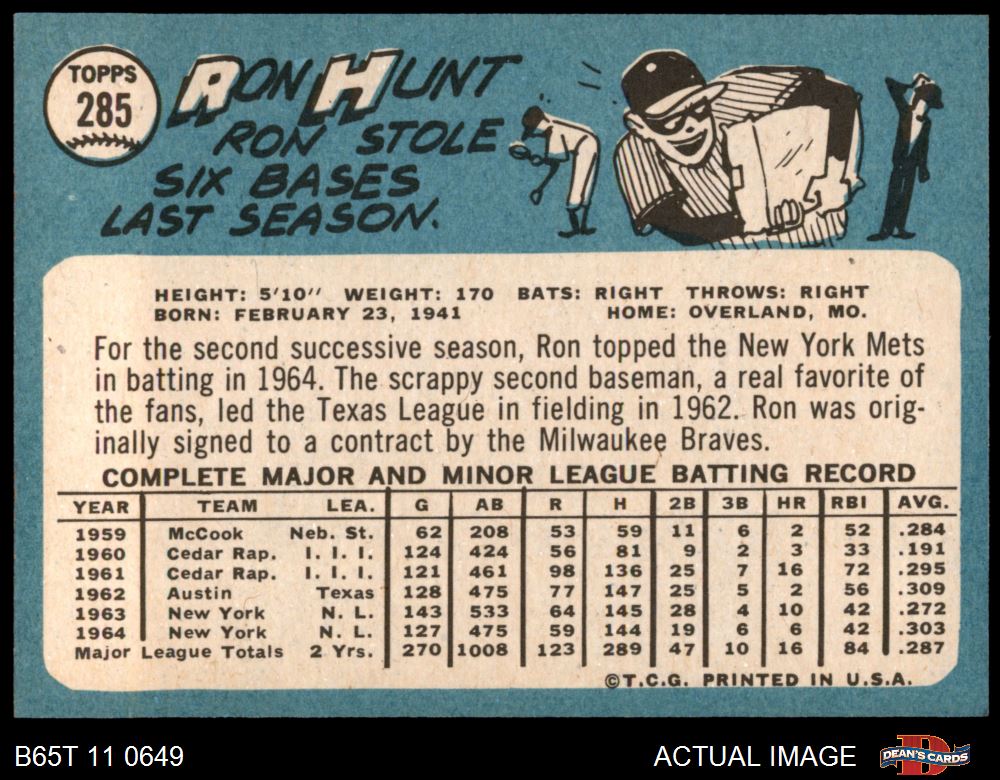 TOPPS
285
RON HUNT
RON STOLE
SIX BASES
LAST SEASON.
HEIGHT: 5'10" WEIGHT: 170 BATS: RIGHT THROWS: RIGHT
BORN: FEBRUARY 23, 1941 HOME: OVERLAND, MO.
For the second successive season, Ron topped the New York Mets
in batting in 1964. The scrappy second baseman, a real favorite of
the fans, led the Texas League in fielding in 1962. Ron was orig-
inally signed to a contract by the Milwaukee Braves.
COMPLETE MAJOR AND MINOR LEAGUE BATTING RECORD
YEAR TEAM LEA. G AB R H 2B 3B HR RBI AVG.
1959 McCook Neb. St. 62 208 53 59 11 6 2 52 .284
1960 Cedar Rap. I. I. I. 124 424 56 81 9 2 3 33 .191
1961 Cedar Rap. I. I. I. 121 461 98 136 25 7 16 72 .295
1962 Austin Texas 128 475 77 147 25 5 2 56 .309
1963 New York N. L. 143 533 64 145 28 4 10 42 .272
1964 New York N. L. 127 475 59 144 19 6 6 42 .303
Major League Totals 2 Yrs. 270 1008 123 289 47 10 16 84 .287
©T.C.G. PRINTED IN U.S.A.
B65T 11 0649
ACTUAL IMAGE
DEAN'S CARDS